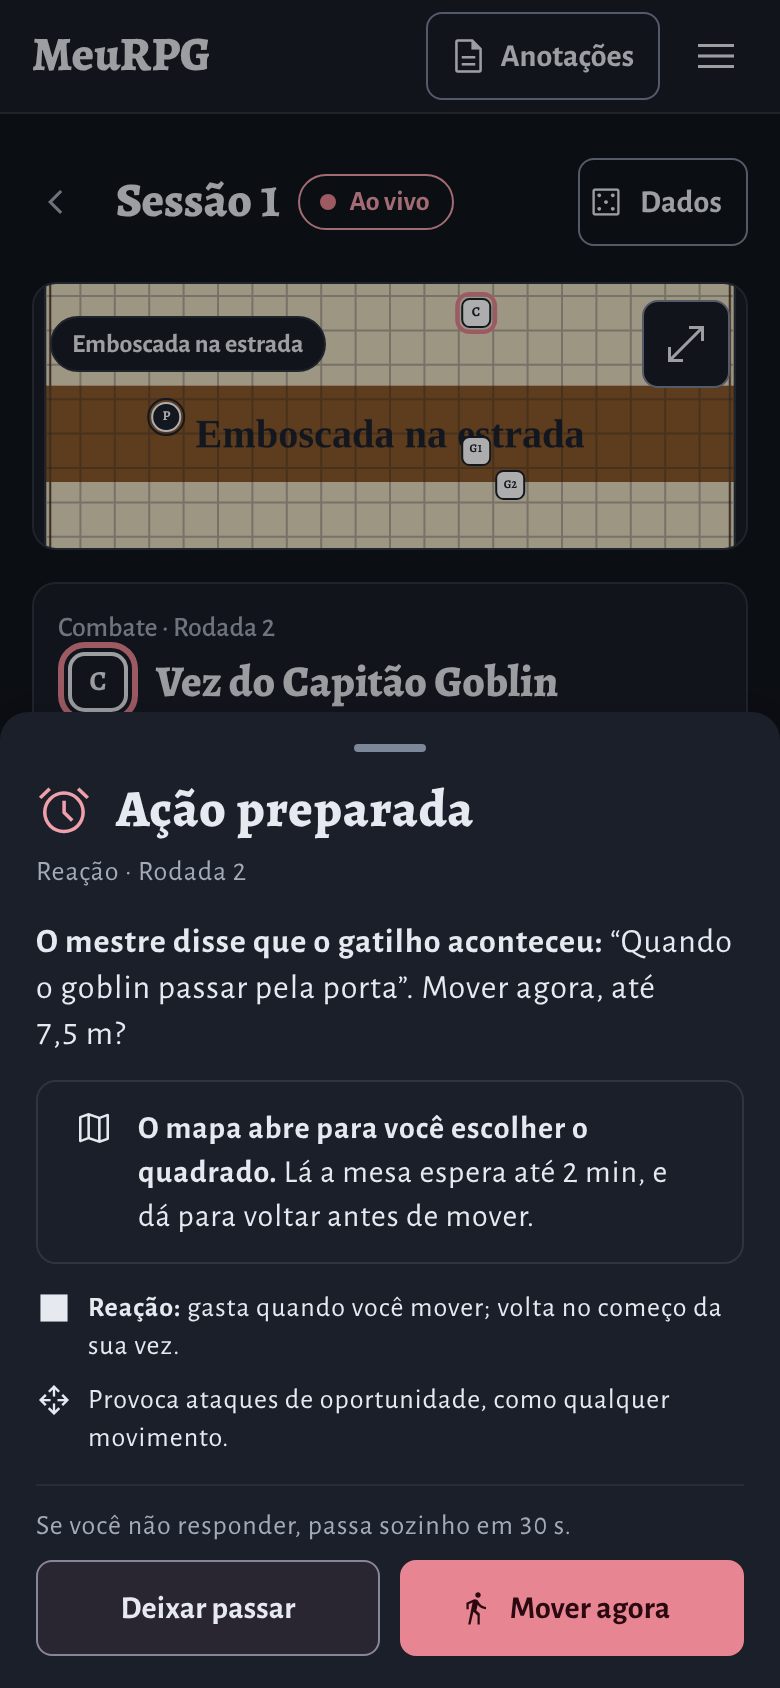 MeuRPG
Anotações
Sessão 1
Ao vivo
Dados
C
Emboscada na estrada
P
Emboscada na estrada
G1
G2
Combate · Rodada 2
C
Vez do Capitão Goblin
Ação preparada
Reação · Rodada 2
O mestre disse que o gatilho aconteceu: “Quando
o goblin passar pela porta”. Mover agora, até
7,5 m?
O mapa abre para você escolher o
quadrado. Lá a mesa espera até 2 min, e
dá para voltar antes de mover.
Reação: gasta quando você mover; volta no começo da
sua vez.
Provoca ataques de oportunidade, como qualquer
movimento.
Se você não responder, passa sozinho em 30 s.
Deixar passar
Mover agora